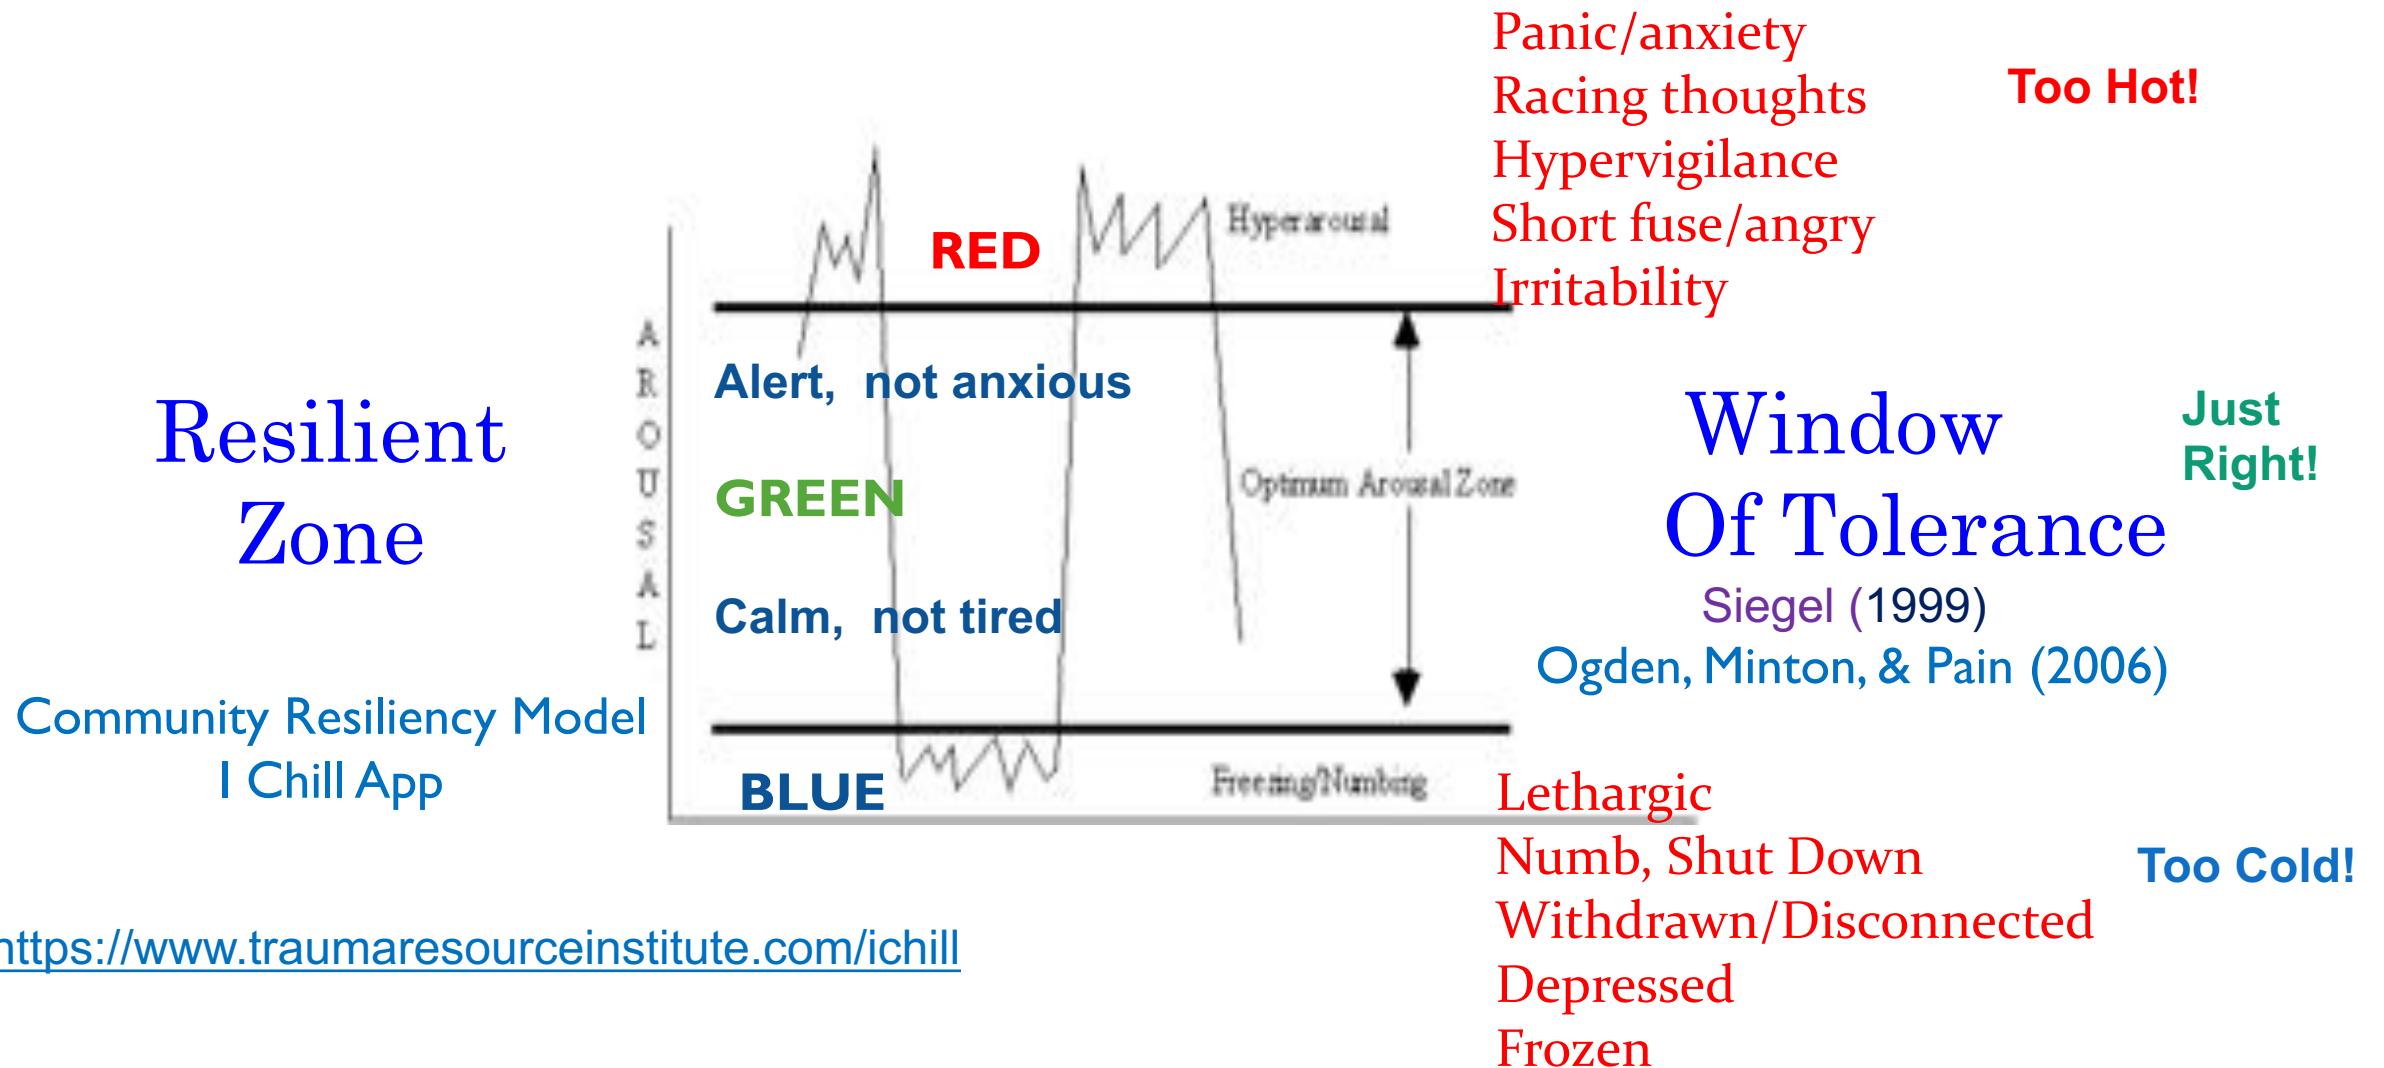 Panic/anxiety
Racing thoughts
Hypervigilance
Short fuse/angry
Irritability
Too Hot!
RED
Hyperarousal
AROUSAL
Alert,  not anxious
GREEN
Calm,  not tired
Optimum Arousal Zone
Resilient
Zone
Community Resiliency Model
I Chill App
Window
Of Tolerance
Siegel (1999)
Ogden, Minton, & Pain (2006)
Just
Right!
BLUE
Freezing/Numbing
Lethargic
Numb, Shut Down
Withdrawn/Disconnected
Depressed
Frozen
Too Cold!
https://www.traumaresourceinstitute.com/ichill